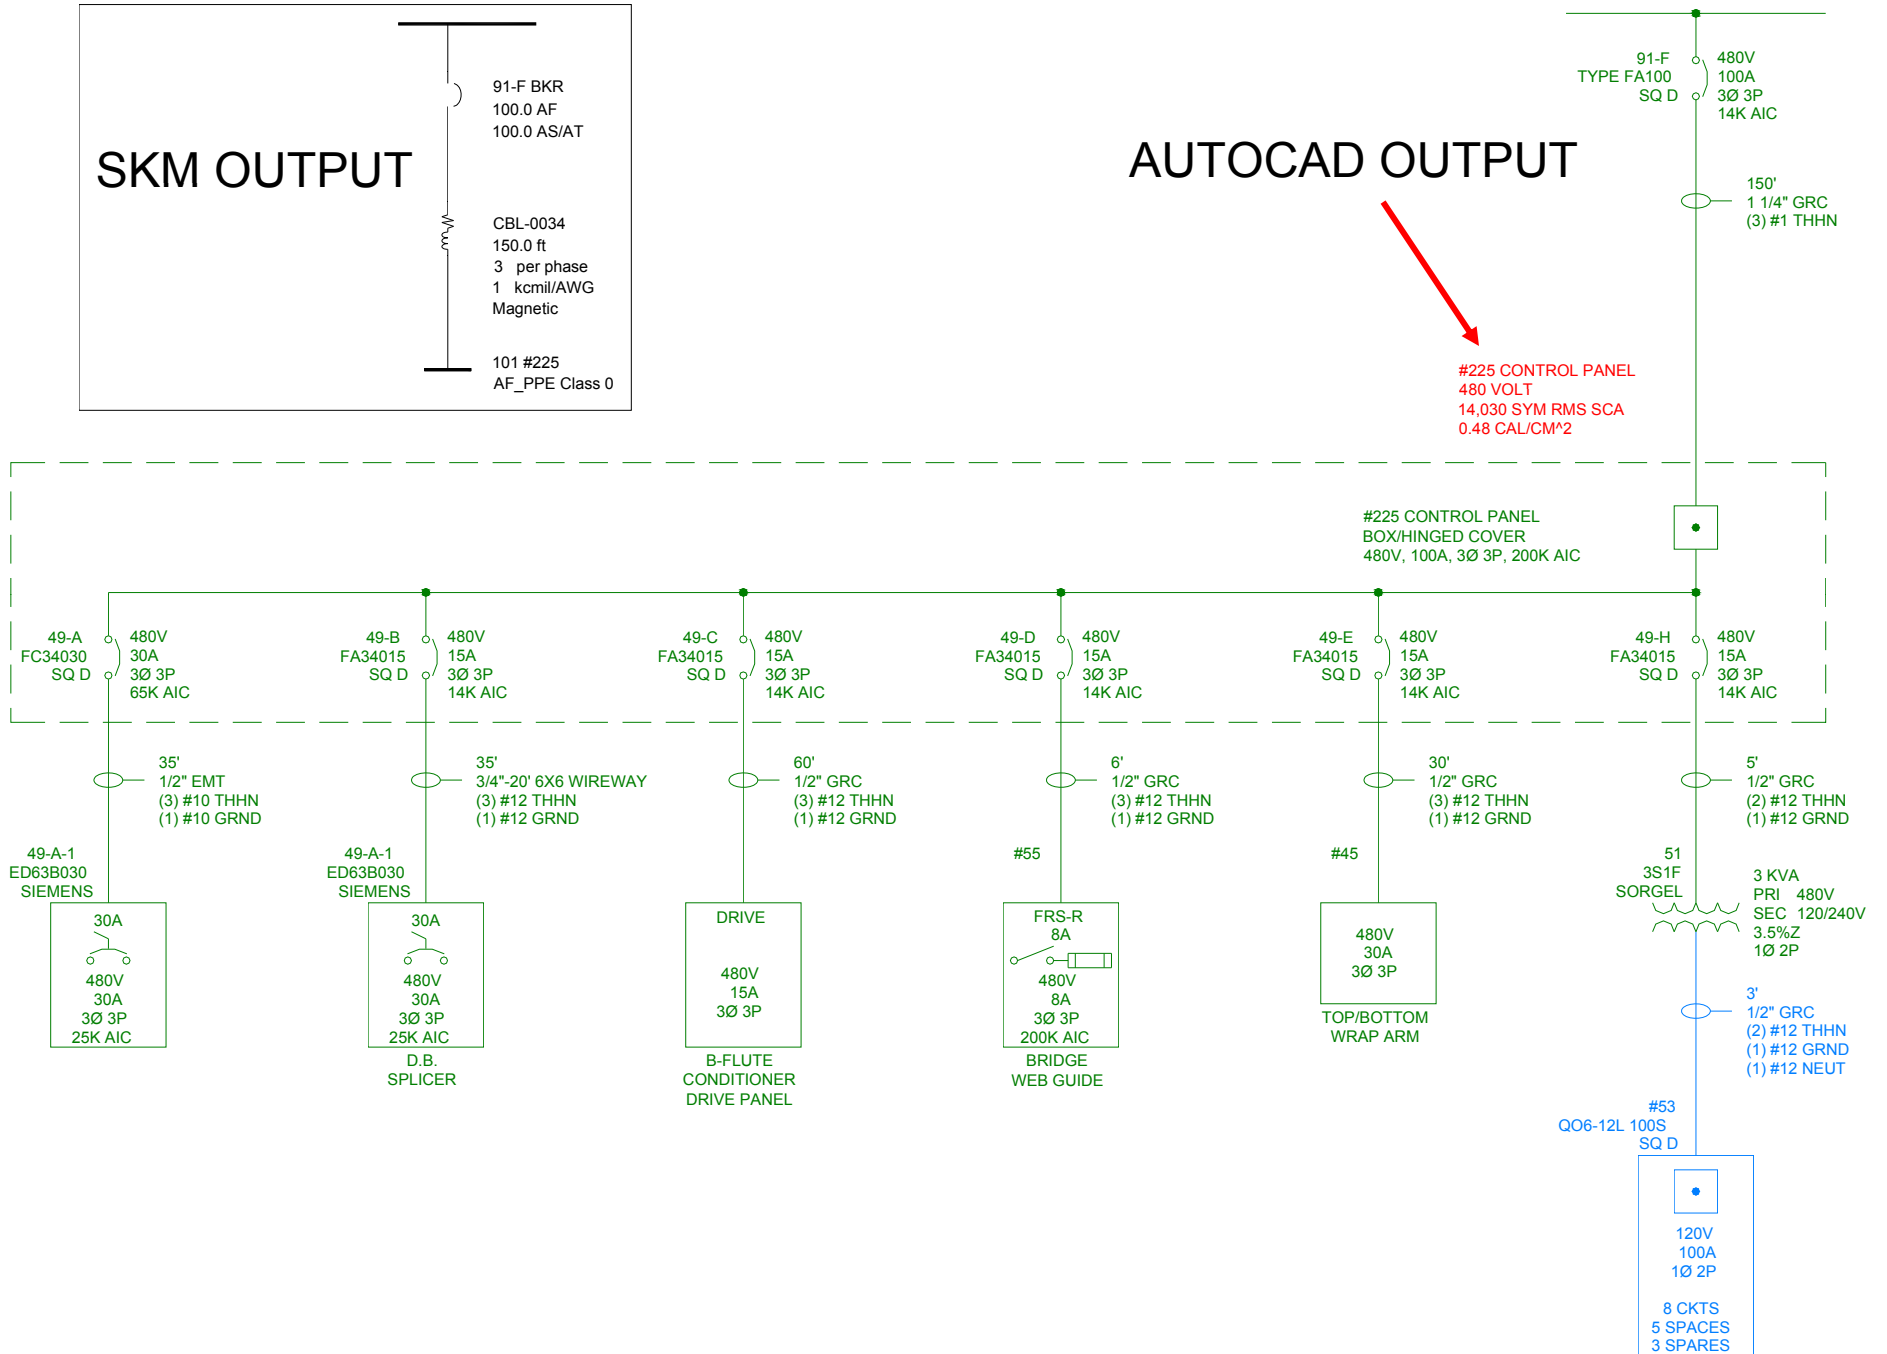 SKM OUTPUT
91-F BKR
100.0 AF
100.0 AS/AT
CBL-0034
150.0 ft
3 per phase
1 kcmil/AWG
Magnetic
101 #225
AF_PPE Class 0
AUTOCAD OUTPUT
91-F
TYPE FA100
SQ D
480V
100A
3Ø 3P
14K AIC
150'
1 1/4" GRC
(3) #1 THHN
#225 CONTROL PANEL
480 VOLT
14,030 SYM RMS SCA
0.48 CAL/CM^2
#225 CONTROL PANEL
BOX/HINGED COVER
480V, 100A, 3Ø 3P, 200K AIC
49-A
FC34030
SQ D
480V
30A
3Ø 3P
65K AIC
49-B
FA34015
SQ D
480V
15A
3Ø 3P
14K AIC
49-C
FA34015
SQ D
480V
15A
3Ø 3P
14K AIC
49-D
FA34015
SQ D
480V
15A
3Ø 3P
14K AIC
49-E
FA34015
SQ D
480V
15A
3Ø 3P
14K AIC
49-H
FA34015
SQ D
480V
15A
3Ø 3P
14K AIC
35'
1/2" EMT
(3) #10 THHN
(1) #10 GRND
35'
3/4"-20' 6X6 WIREWAY
(3) #12 THHN
(1) #12 GRND
60'
1/2" GRC
(3) #12 THHN
(1) #12 GRND
6'
1/2" GRC
(3) #12 THHN
(1) #12 GRND
30'
1/2" GRC
(3) #12 THHN
(1) #12 GRND
5'
1/2" GRC
(2) #12 THHN
(1) #12 GRND
49-A-1
ED63B030
SIEMENS
30A
480V
30A
3Ø 3P
25K AIC
49-A-1
ED63B030
SIEMENS
30A
480V
30A
3Ø 3P
25K AIC
D.B.
SPLICER
DRIVE
480V
15A
3Ø 3P
B-FLUTE
CONDITIONER
DRIVE PANEL
#55
FRS-R
8A
480V
8A
3Ø 3P
200K AIC
BRIDGE
WEB GUIDE
#45
480V
30A
3Ø 3P
TOP/BOTTOM
WRAP ARM
51
3S1F
SORGEL
3 KVA
PRI 480V
SEC 120/240V
3.5%Z
1Ø 2P
3'
1/2" GRC
(2) #12 THHN
(1) #12 GRND
(1) #12 NEUT
#53
QO6-12L 100S
SQ D
120V
100A
1Ø 2P
8 CKTS
5 SPACES
3 SPARES